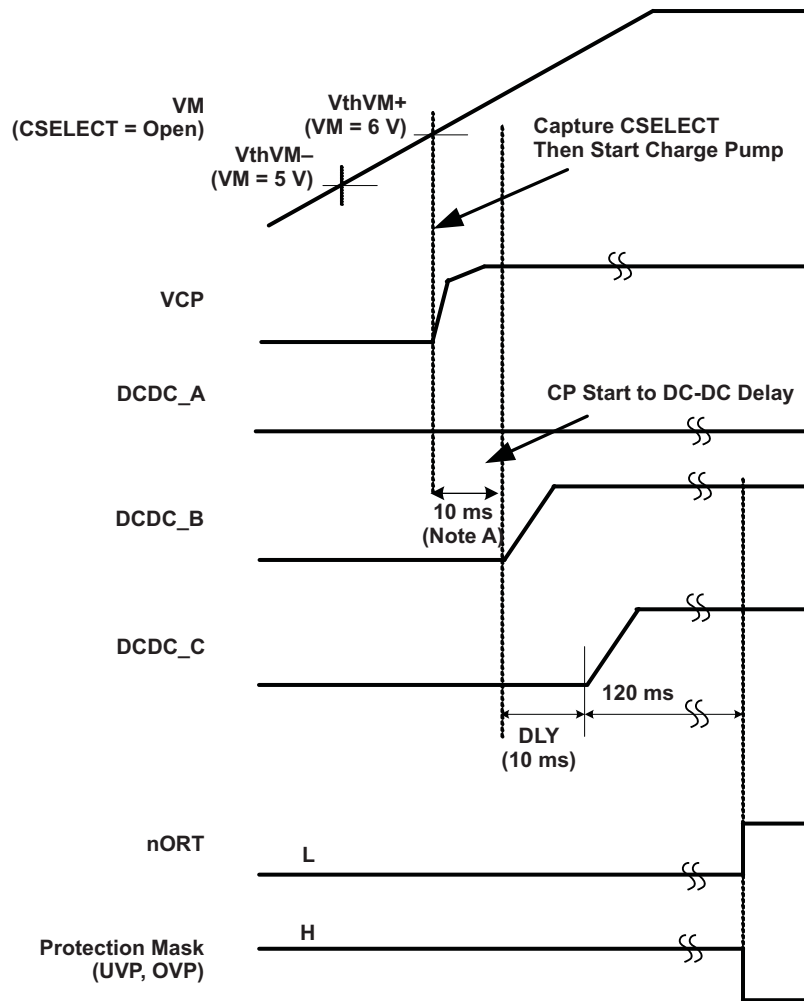 VM
(CSELECT = Open)
VthVM+
(VM = 6 V)
VthVM–
(VM = 5 V)
Capture CSELECT
Then Start Charge Pump
VCP
DCDC_A
CP Start to DC-DC Delay
10 ms
(Note A)
DCDC_B
DCDC_C
120 ms
DLY
(10 ms)
nORT
L
H
Protection Mask
(UVP, OVP)